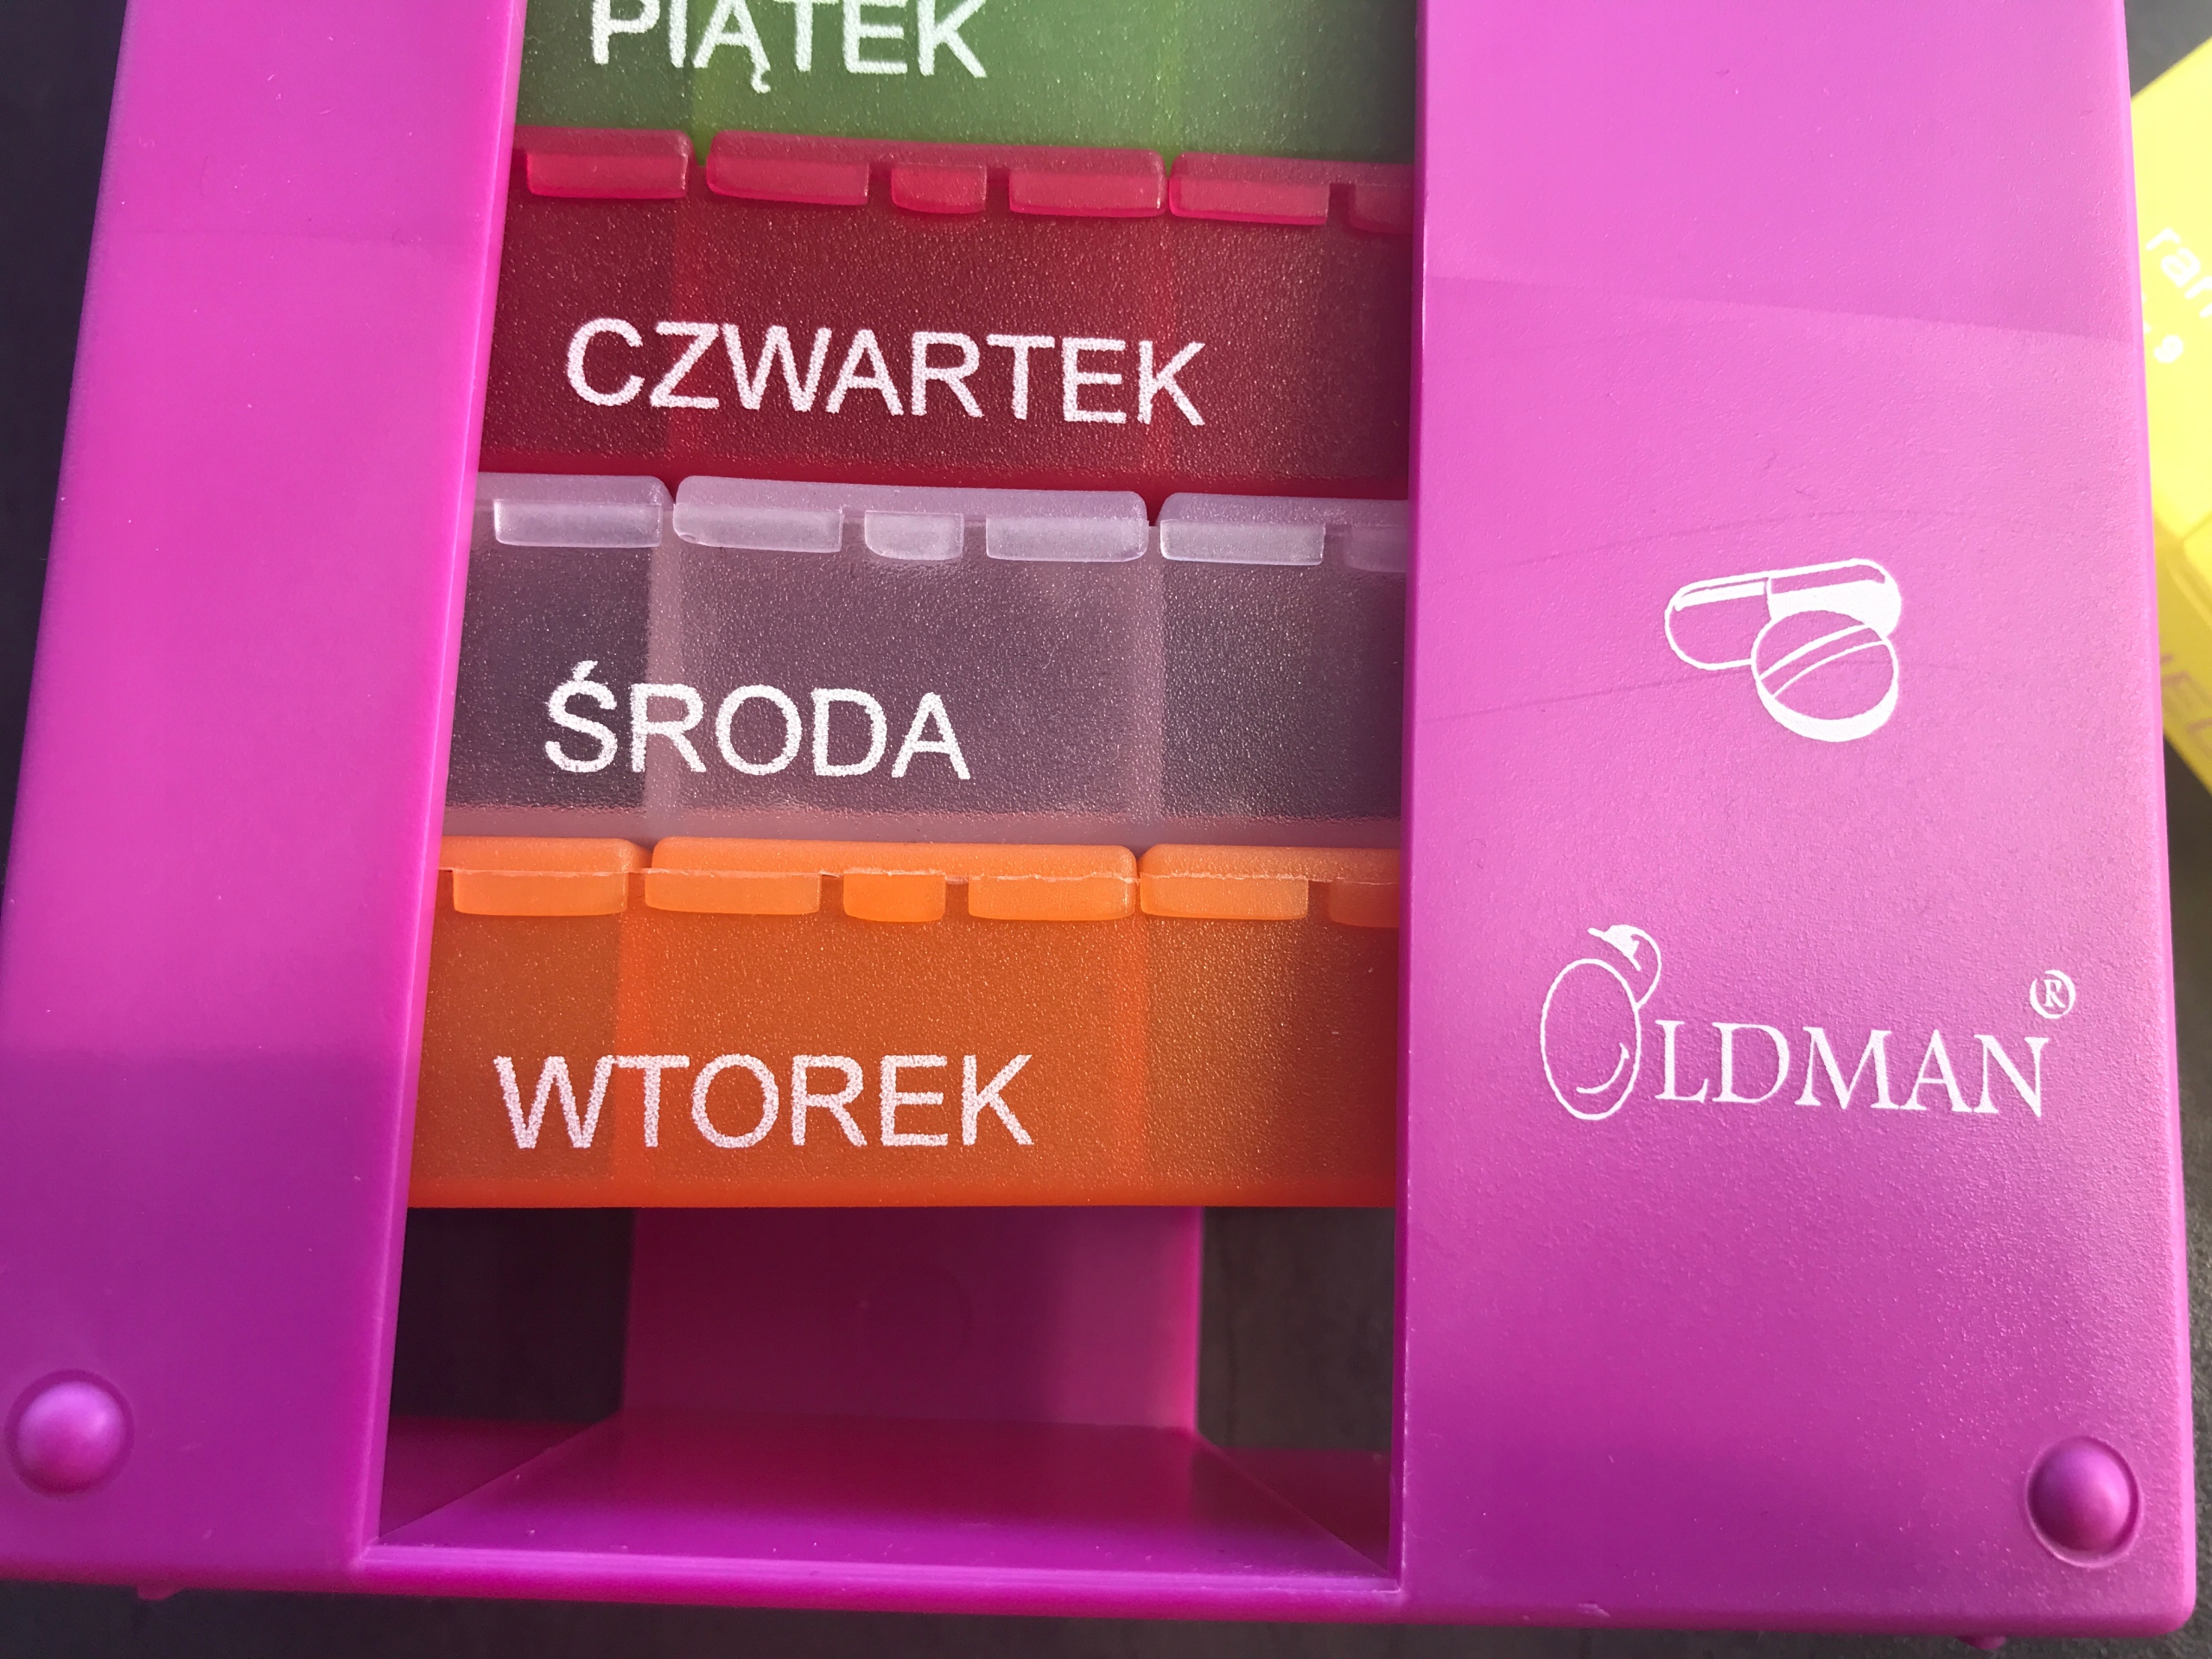 PIĄTEK
CZWARTEK
ŚRODA
WTOREK
OLDMAN®